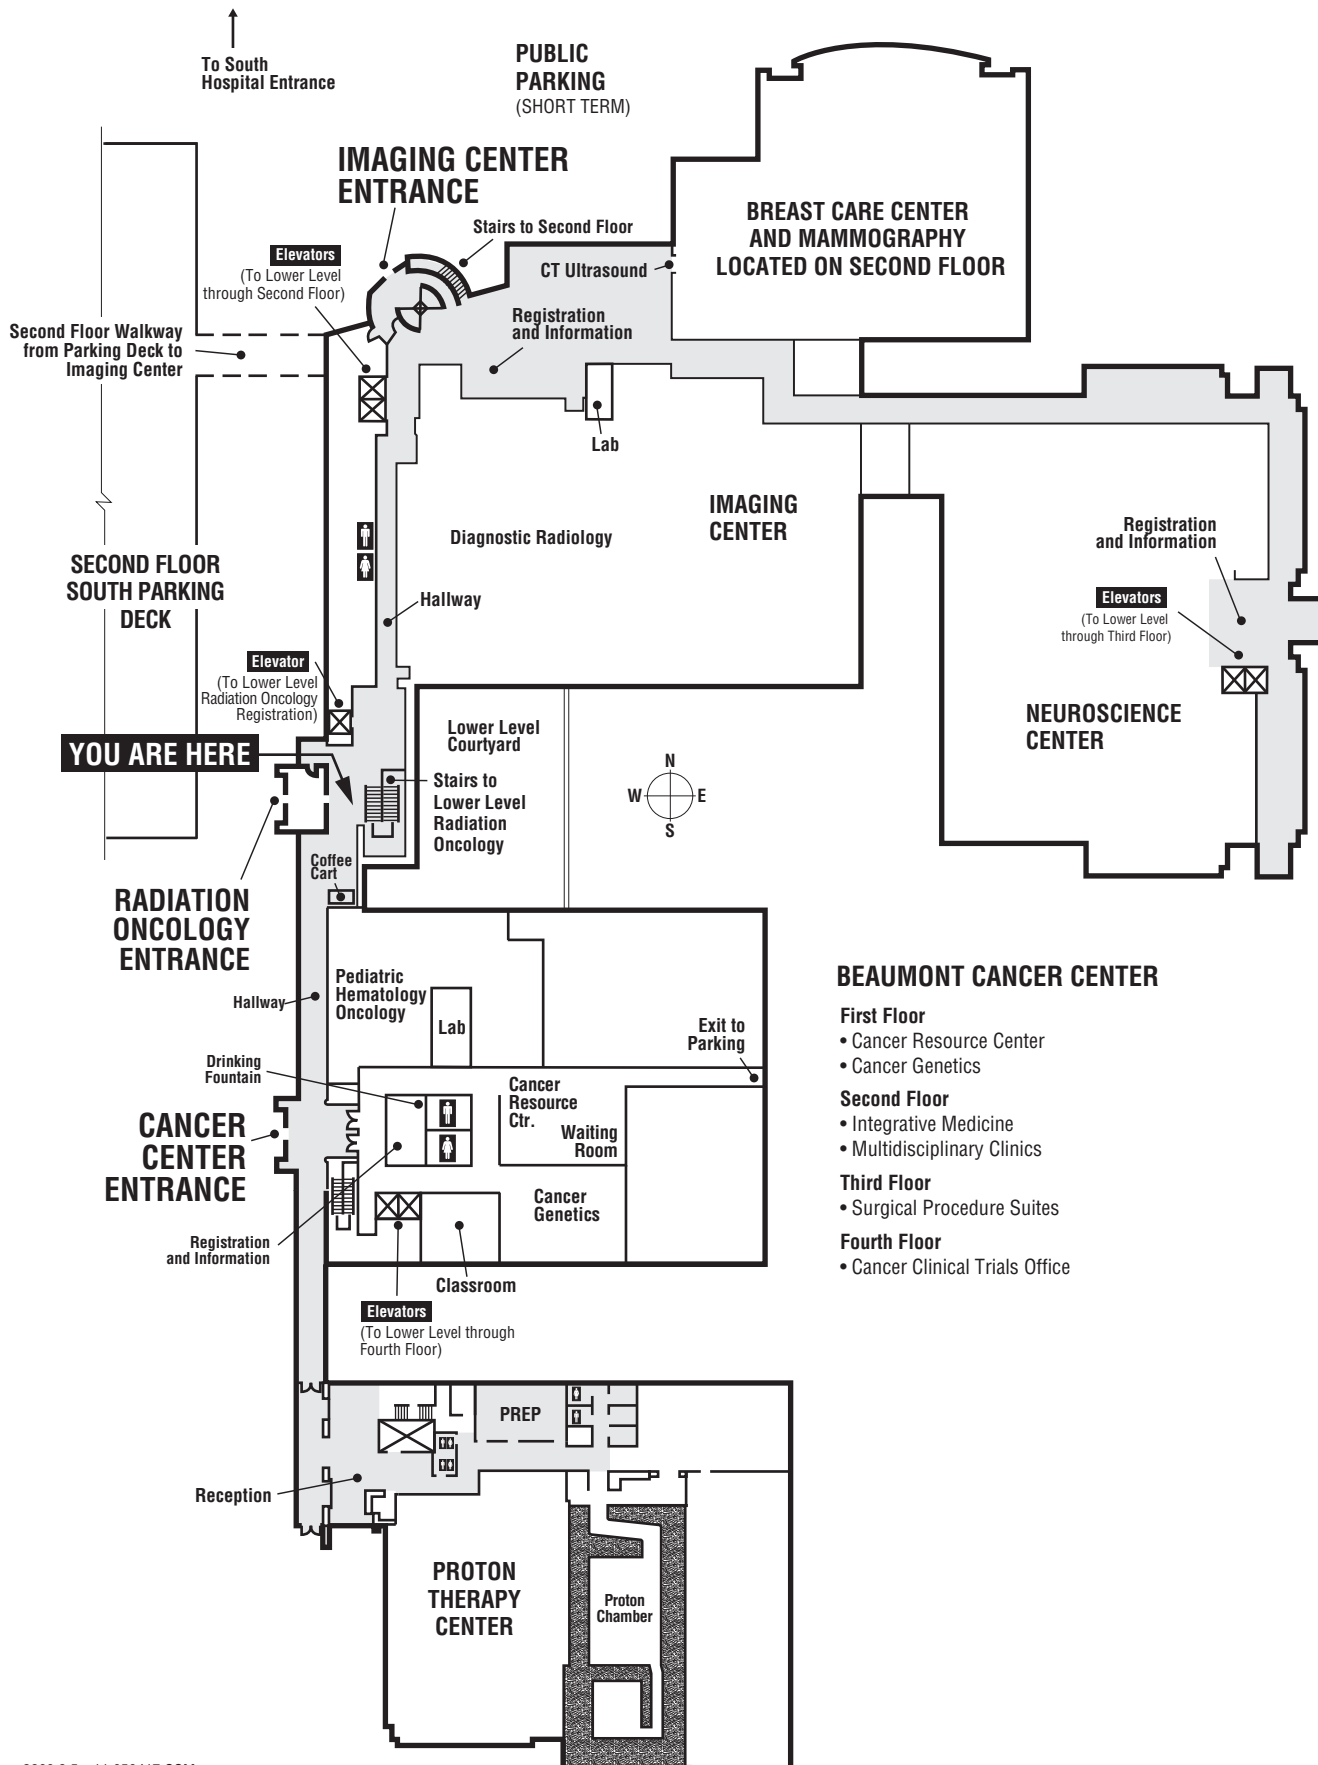 To South
Hospital Entrance
PUBLIC
PARKING
(SHORT TERM)
IMAGING CENTER
ENTRANCE
Stairs to Second Floor
Elevators
(To Lower Level
through Second Floor)
CT Ultrasound
BREAST CARE CENTER
AND MAMMOGRAPHY
LOCATED ON SECOND FLOOR
Registration
and Information
Second Floor Walkway
from Parking Deck to
Imaging Center
Lab
IMAGING
CENTER
Diagnostic Radiology
Registration
and Information
SECOND FLOOR
SOUTH PARKING
DECK
Hallway
Elevators
(To Lower Level
through Third Floor)
Elevator
(To Lower Level
Radiation Oncology
Registration)
NEUROSCIENCE
CENTER
Lower Level
Courtyard
YOU ARE HERE
N
W E
S
Stairs to
Lower Level
Radiation
Oncology
Coffee
Cart
RADIATION
ONCOLOGY
ENTRANCE
Hallway
Pediatric
Hematology
Oncology
Lab
Exit to
Parking
BEAUMONT CANCER CENTER
First Floor
• Cancer Resource Center
• Cancer Genetics
Second Floor
• Integrative Medicine
• Multidisciplinary Clinics
Third Floor
• Surgical Procedure Suites
Fourth Floor
• Cancer Clinical Trials Office
Drinking
Fountain
Cancer
Resource
Ctr.
Waiting
Room
CANCER
CENTER
ENTRANCE
Cancer
Genetics
Registration
and Information
Classroom
Elevators
(To Lower Level through
Fourth Floor)
PREP
Reception
PROTON
THERAPY
CENTER
Proton
Chamber